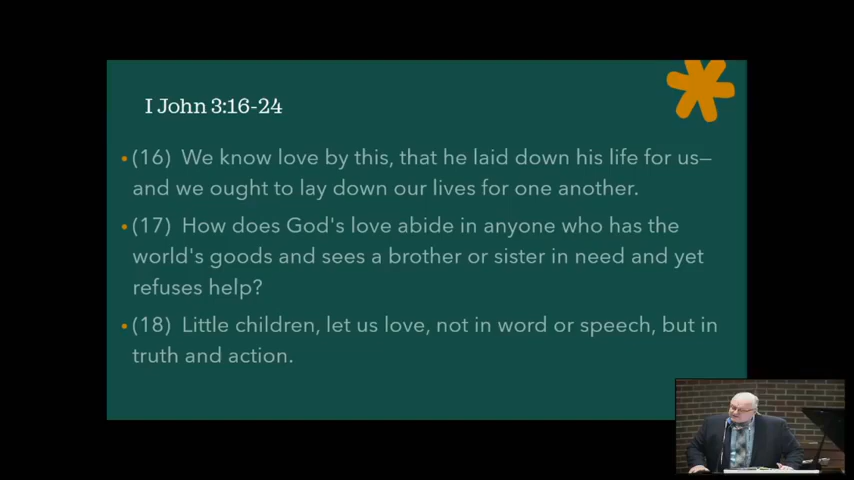 I John 3:16-24
• (16) We know love by this, that he laid down his life for us—
and we ought to lay down our lives for one another.
• (17) How does God's love abide in anyone who has the
world's goods and sees a brother or sister in need and yet
refuses help?
• (18) Little children, let us love, not in word or speech, but in
truth and action.